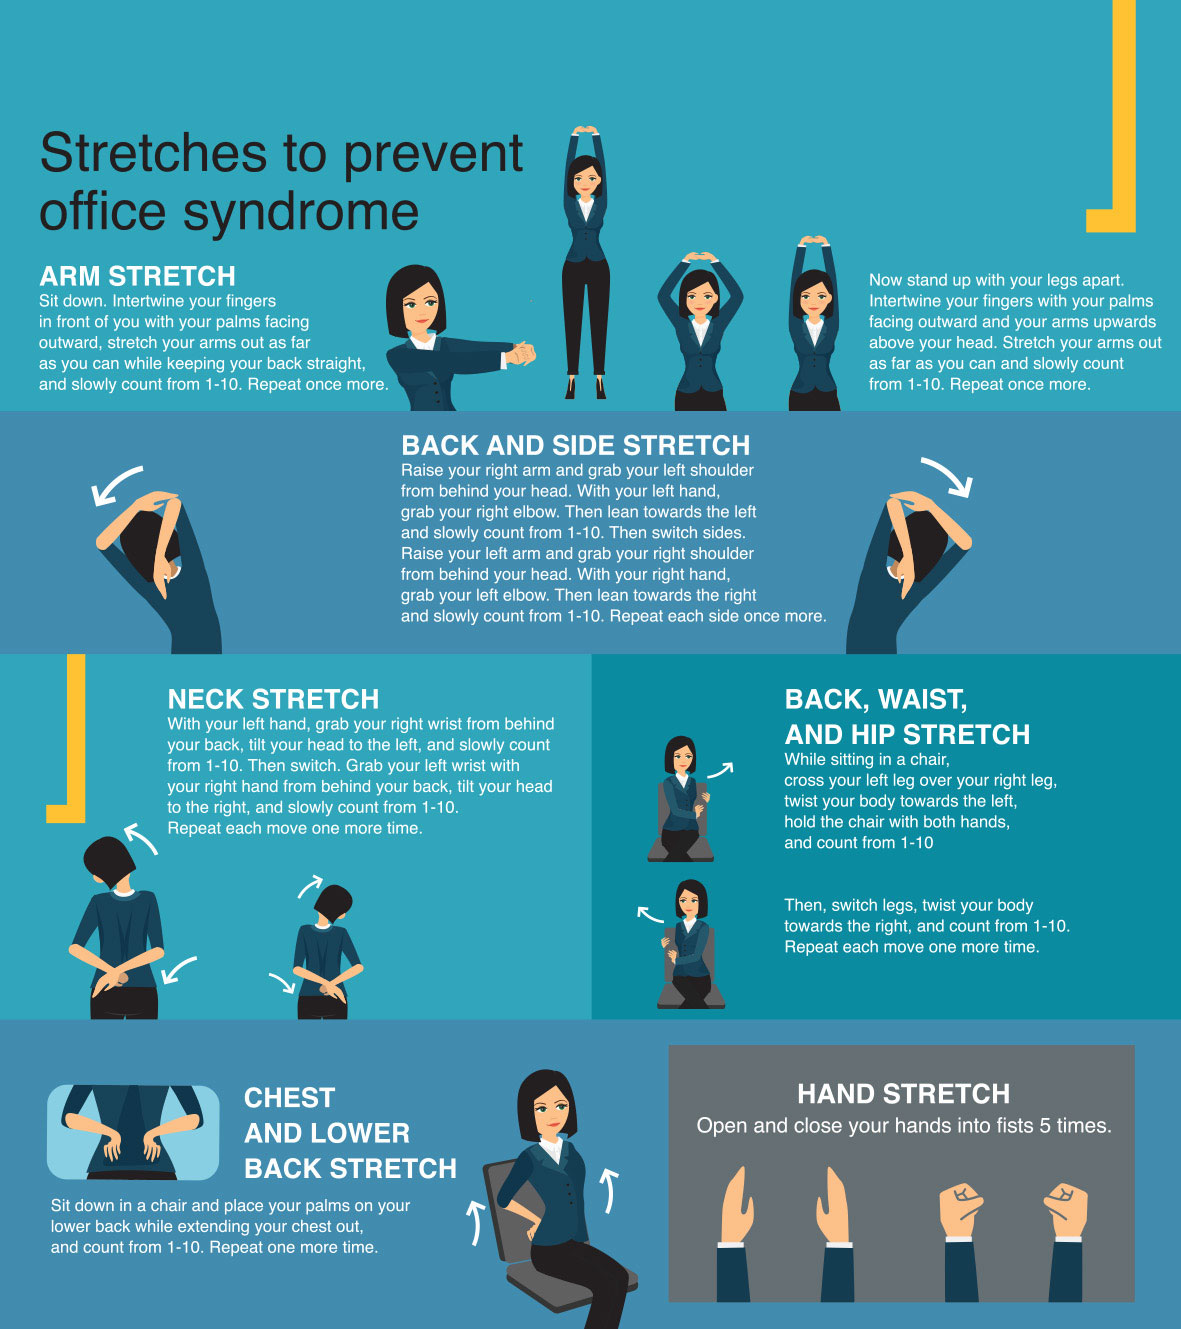 Stretches to prevent
office syndrome
ARM STRETCH
Sit down. Intertwine your fingers
in front of you with your palms facing
outward, stretch your arms out as far
as you can while keeping your back straight,
and slowly count from 1-10. Repeat once more.
Now stand up with your legs apart.
Intertwine your fingers with your palms
facing outward and your arms upwards
above your head. Stretch your arms out
as far as you can and slowly count
from 1-10. Repeat once more.
BACK AND SIDE STRETCH
Raise your right arm and grab your left shoulder
from behind your head. With your left hand,
grab your right elbow. Then lean towards the left
and slowly count from 1-10. Then switch sides.
Raise your left arm and grab your right shoulder
from behind your head. With your right hand,
grab your left elbow. Then lean towards the right
and slowly count from 1-10. Repeat each side once more.
NECK STRETCH
With your left hand, grab your right wrist from behind
your back, tilt your head to the left, and slowly count
from 1-10. Then switch. Grab your left wrist with
your right hand from behind your back, tilt your head
to the right, and slowly count from 1-10.
Repeat each move one more time.
BACK, WAIST,
AND HIP STRETCH
While sitting in a chair,
cross your left leg over your right leg,
twist your body towards the left,
hold the chair with both hands,
and count from 1-10
Then, switch legs, twist your body
towards the right, and count from 1-10.
Repeat each move one more time.
CHEST
AND LOWER
BACK STRETCH
Sit down in a chair and place your palms on your
lower back while extending your chest out,
and count from 1-10. Repeat one more time.
HAND STRETCH
Open and close your hands into fists 5 times.